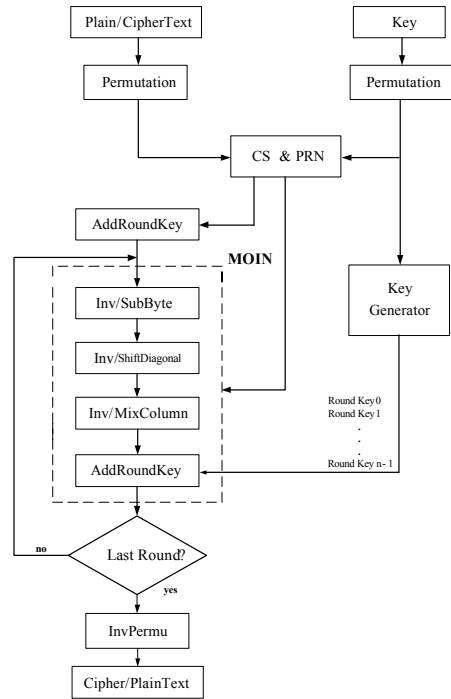 Plain/CipherText
Key
Permutation
Permutation
CS & PRN
AddRoundKey
MOIN
Inv/SubByte
Key
Generator
Inv/ShiftDiagonal
Inv/MixColumn
Round Key 0
Round Key 1
.
.
.
Round Key n- 1
AddRoundKey
Last Round?
no
yes
InvPermu
Cipher/PlainText